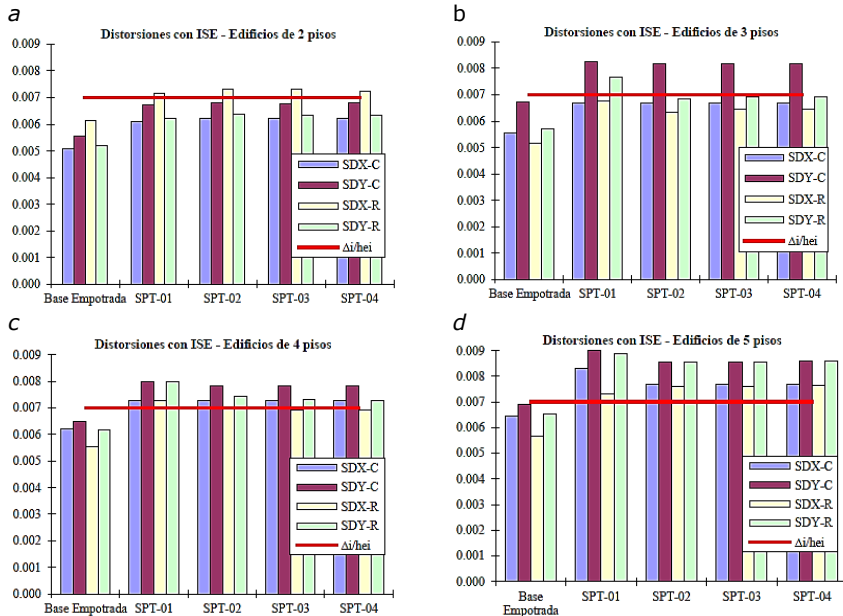 a
Distorsiones con ISE - Edificios de 2 pisos
0.009
0.008
0.007
0.006
0.005
0.004
0.003
0.002
0.001
0.000
SDX-C
SDY-C
SDX-R
SDY-R
Δi/hei
Base Empotrada SPT-01 SPT-02 SPT-03 SPT-04
b
Distorsiones con ISE - Edificios de 3 pisos
0.009
0.008
0.007
0.006
0.005
0.004
0.003
0.002
0.001
0.000
SDX-C
SDY-C
SDX-R
SDY-R
Δi/hei
Base Empotrada SPT-01 SPT-02 SPT-03 SPT-04
c
Distorsiones con ISE - Edificios de 4 pisos
0.009
0.008
0.007
0.006
0.005
0.004
0.003
0.002
0.001
0.000
SDX-C
SDY-C
SDX-R
SDY-R
Δi/hei
Base Empotrada SPT-01 SPT-02 SPT-03 SPT-04
d
Distorsiones con ISE - Edificios de 5 pisos
0.009
0.008
0.007
0.006
0.005
0.004
0.003
0.002
0.001
0.000
SDX-C
SDY-C
SDX-R
SDY-R
Δi/hei
Base SPT-01 SPT-02 SPT-03 SPT-04
Empotrada